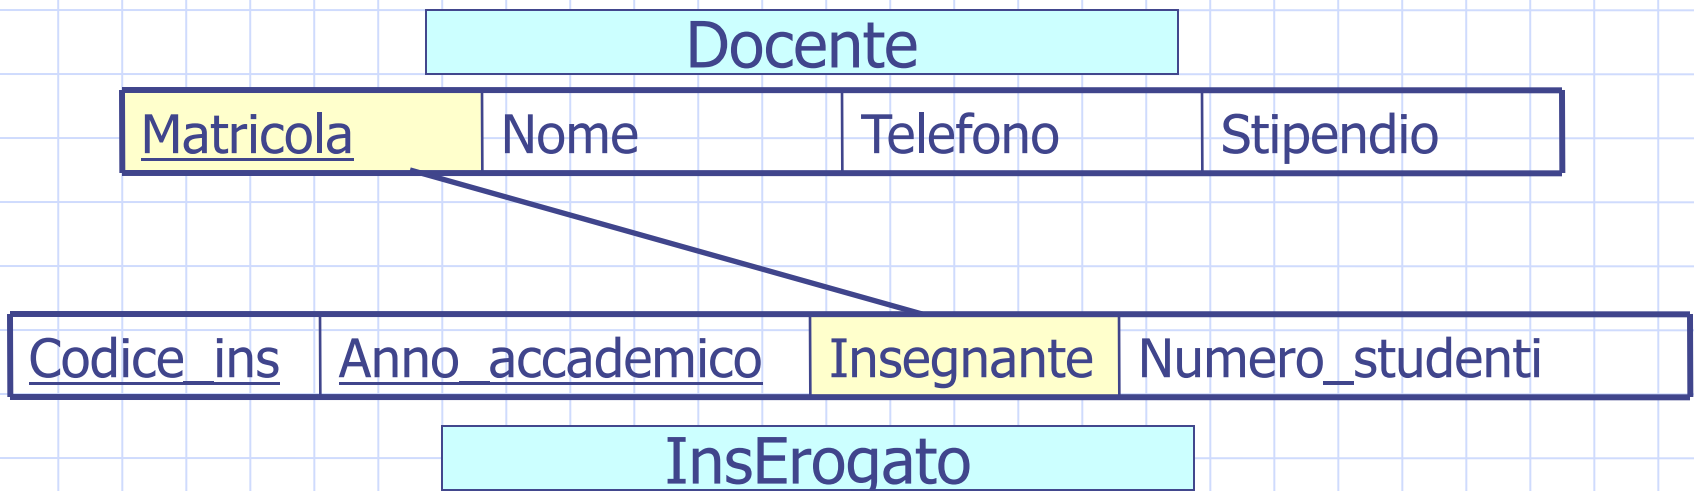 Docente
Matricola Nome Telefono Stipendio
Codice_ins Anno_accademico Insegnante Numero_studenti
InsErogato